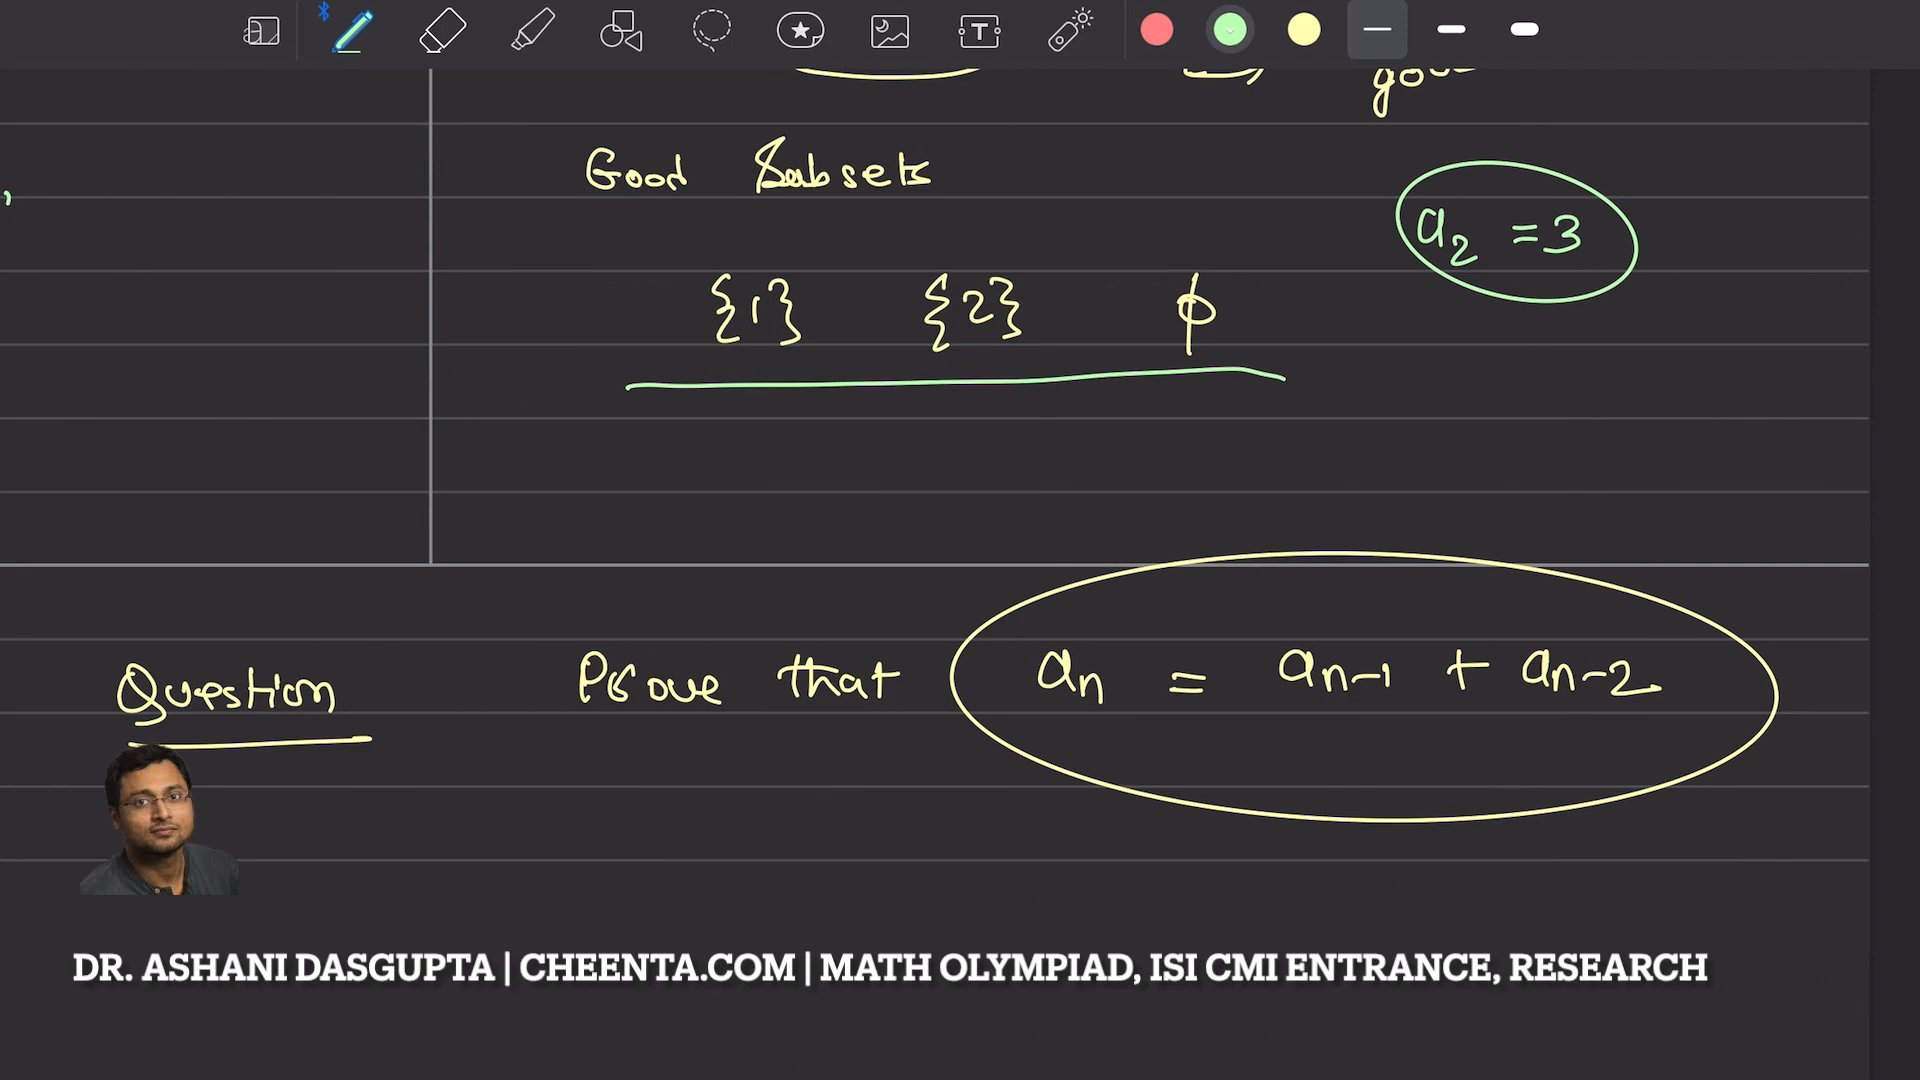 Good Subsets
a₂ = 3
{1} {2} ϕ
Question Prove that aₙ = aₙ₋₁ + aₙ₋₂
DR. ASHANI DASGUPTA | CHEENTA.COM | MATH OLYMPIAD, ISI CMI ENTRANCE, RESEARCH